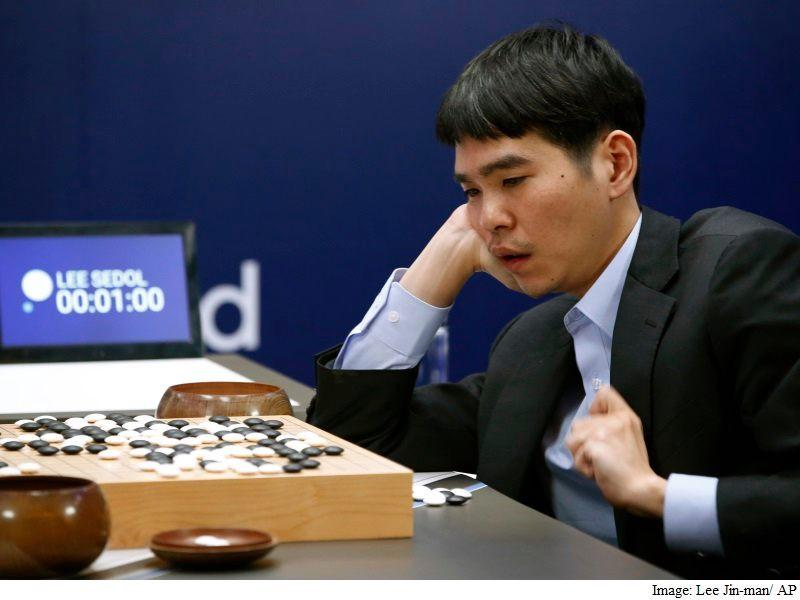 LEE SEDOL
00:01:00
d
Image: Lee Jin-man/ AP